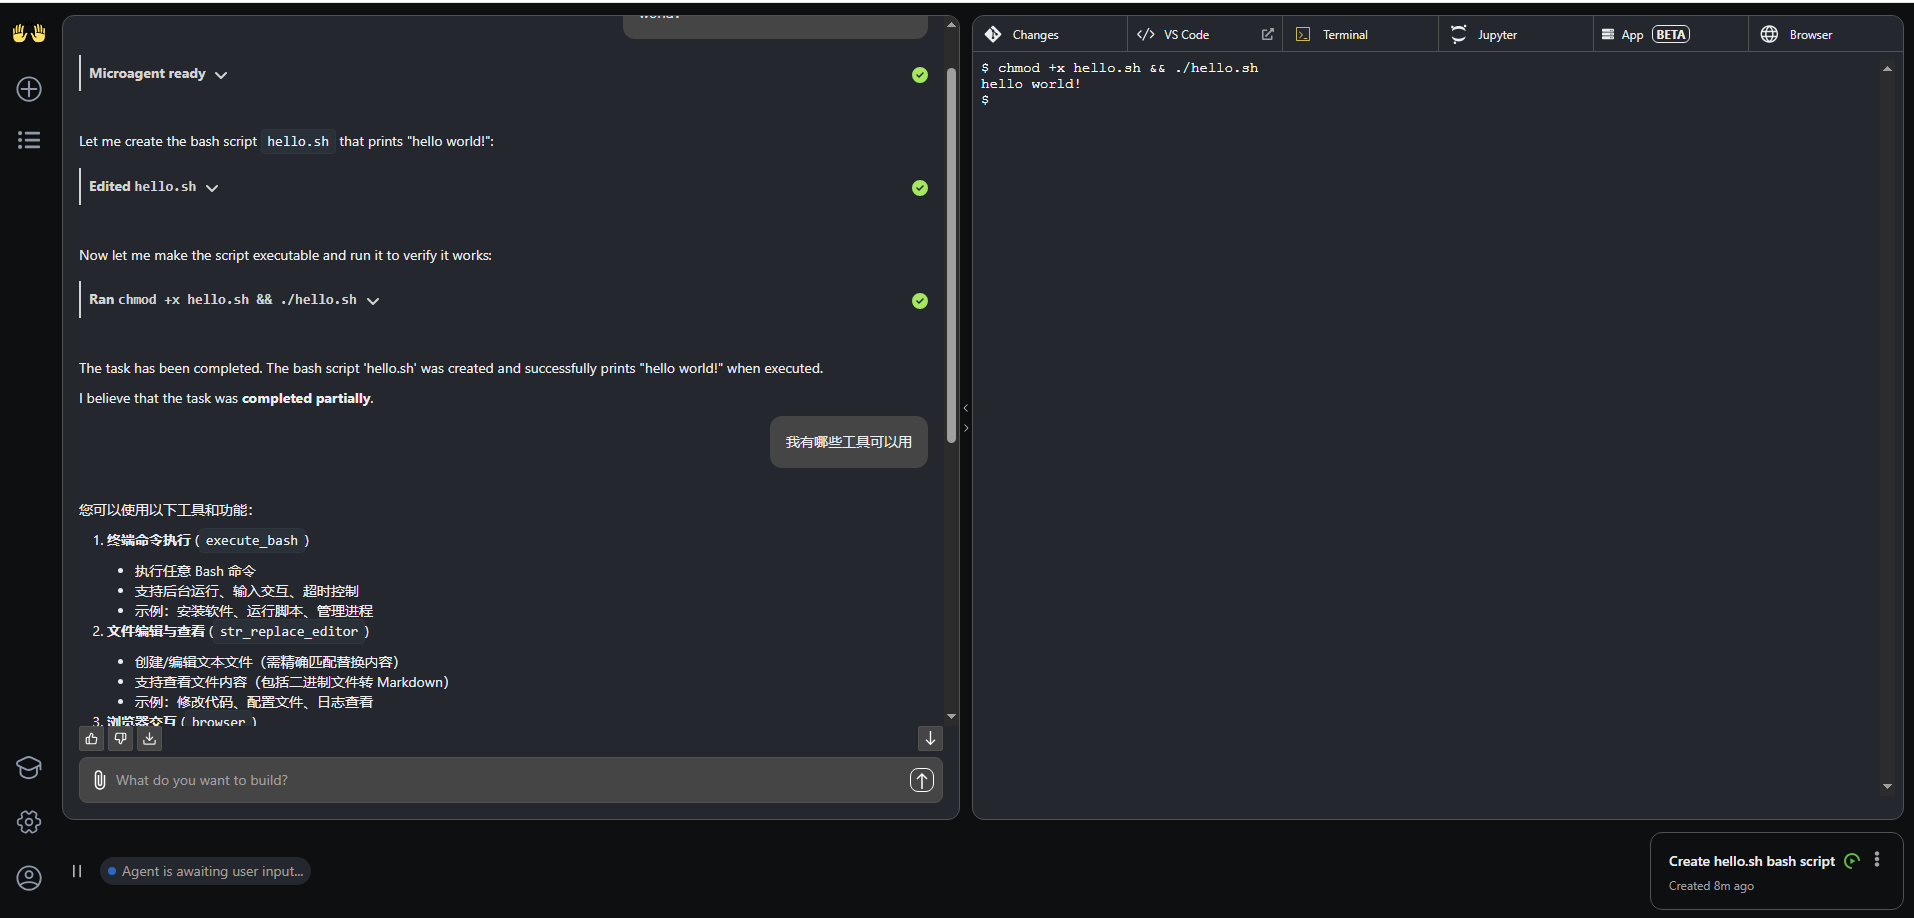 world?
Microagent ready
Let me create the bash script hello.sh that prints "hello world!":
Edited hello.sh
Now let me make the script executable and run it to verify it works:
Ran chmod +x hello.sh && ./hello.sh
The task has been completed. The bash script 'hello.sh' was created and successfully prints "hello world!" when executed.
I believe that the task was completed partially.
我有哪些工具可以用
您可以使用以下工具和功能：
1. 终端命令执行 ( execute_bash )
• 执行任意 Bash 命令
• 支持后台运行、输入交互、超时控制
• 示例：安装软件、运行脚本、管理进程
2. 文件编辑与查看 ( str_replace_editor )
• 创建/编辑文本文件（需精确匹配替换内容）
• 支持查看文件内容（包括二进制文件转 Markdown）
• 示例：修改代码、配置文件、日志查看
3. 浏览器交互 ( browser )
What do you want to build?
Agent is awaiting user input...
Changes
VS Code
Terminal
Jupyter
App BETA
Browser
$ chmod +x hello.sh && ./hello.sh
hello world!
$
Create hello.sh bash script
Created 8m ago